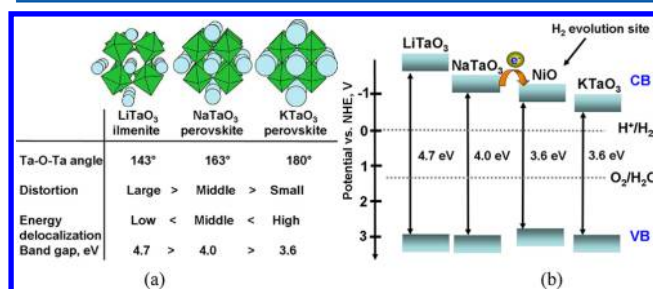 LiTaO3 NaTaO3 KTaO3
ilmenite perovskite perovskite
Ta-O-Ta angle 143° 163° 180°
Distortion Large > Middle > Small
Energy Low < Middle < High
delocalization
Band gap, eV 4.7 > 4.0 > 3.6
(a)
H2 evolution site
LiTaO3
e-
NaTaO3
NiO
KTaO3
CB
Potential vs. NHE, V
-1
0
1
2
3
H+/H2
4.7 eV 4.0 eV 3.6 eV 3.6 eV
O2/H2O
VB
(b)